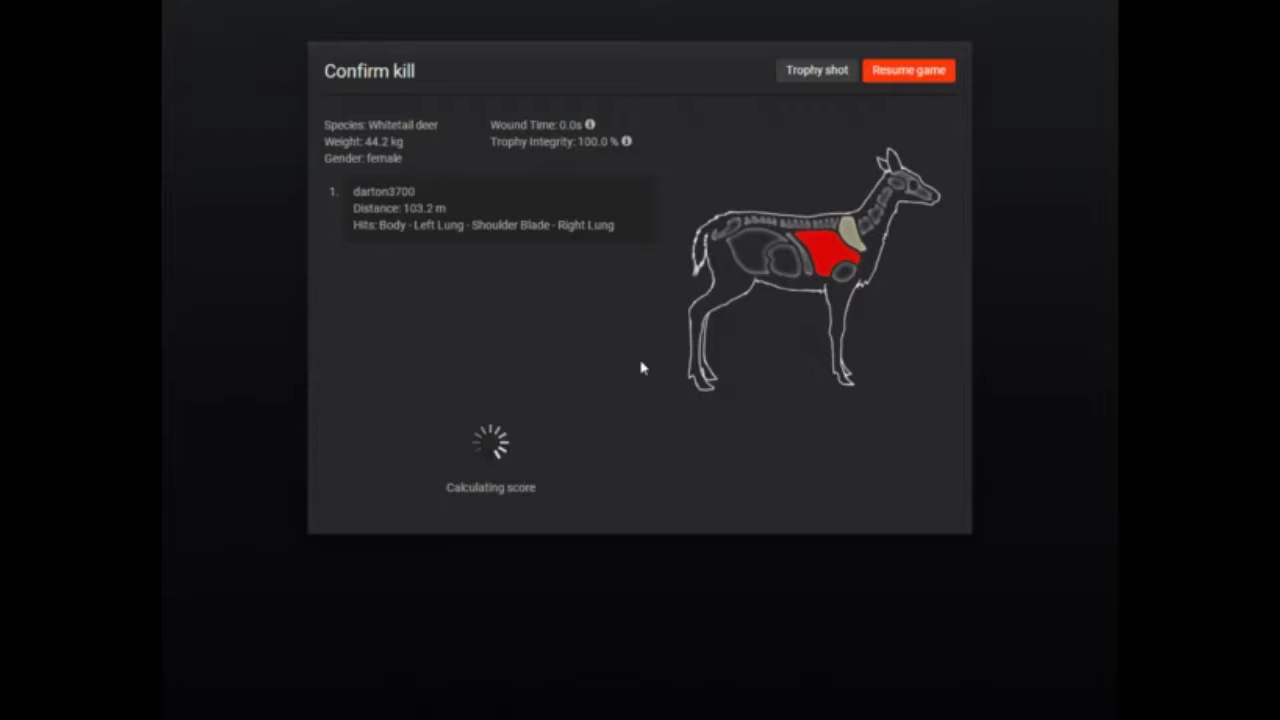 Confirm kill
Trophy shot
Resume game
Species: Whitetail deer
Weight: 44.2 kg
Gender: female
Wound Time: 0.0s
Trophy Integrity: 100.0 %
1.
darton3700
Distance: 103.2 m
Hits: Body - Left Lung - Shoulder Blade - Right Lung
Calculating score